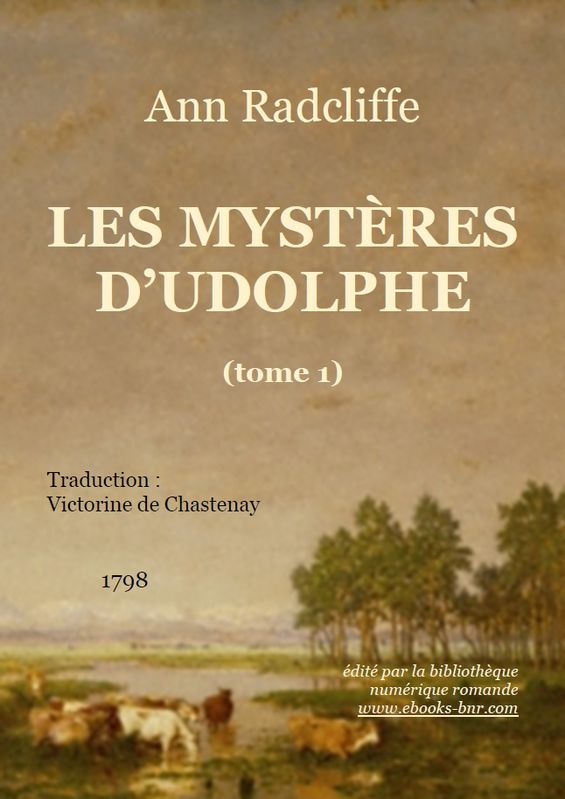 Ann Radcliffe
LES MYSTÈRES
D’UDOLPHE
(tome 1)
Traduction :
Victorine de Chastenay
1798
édité par la bibliothèque
numérique romande
www.ebooks-bnr.com